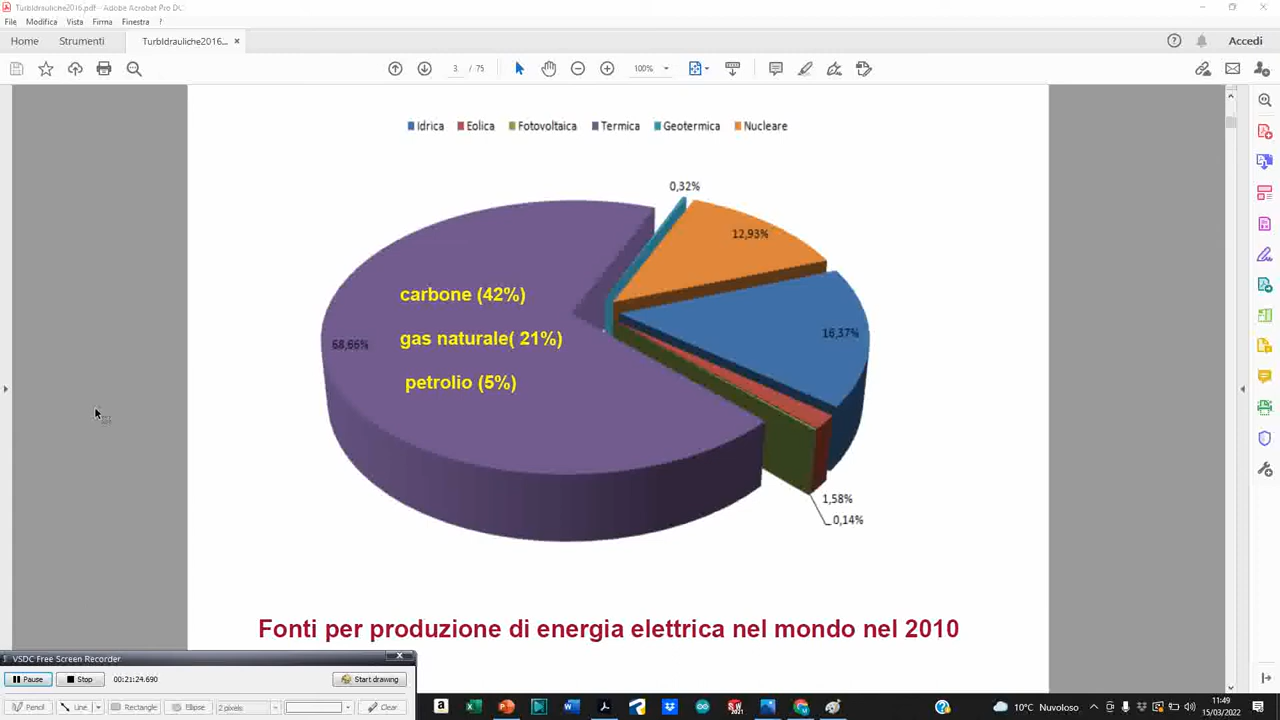 TurbIdrauliche2016.pdf - Adobe Acrobat Pro DC
File Modifica Vista Firma Finestra ?
Home Strumenti TurbIdrauliche2016... × Accedi
3 / 75 100%
Idrica Eolica Fotovoltaica Termica Geotermica Nucleare
0,32%
12,93%
carbone (42%)
16,37%
gas naturale( 21%)
68,66%
petrolio (5%)
1,58%
0,14%
Fonti per produzione di energia elettrica nel mondo nel 2010
VSDC Free Screen Recorder
Pause Stop 00:21:24.690 Start drawing
Pencil Line Rectangle Ellipse 2 pixels Clear
10°C Nuvoloso
11:49
15/03/2022